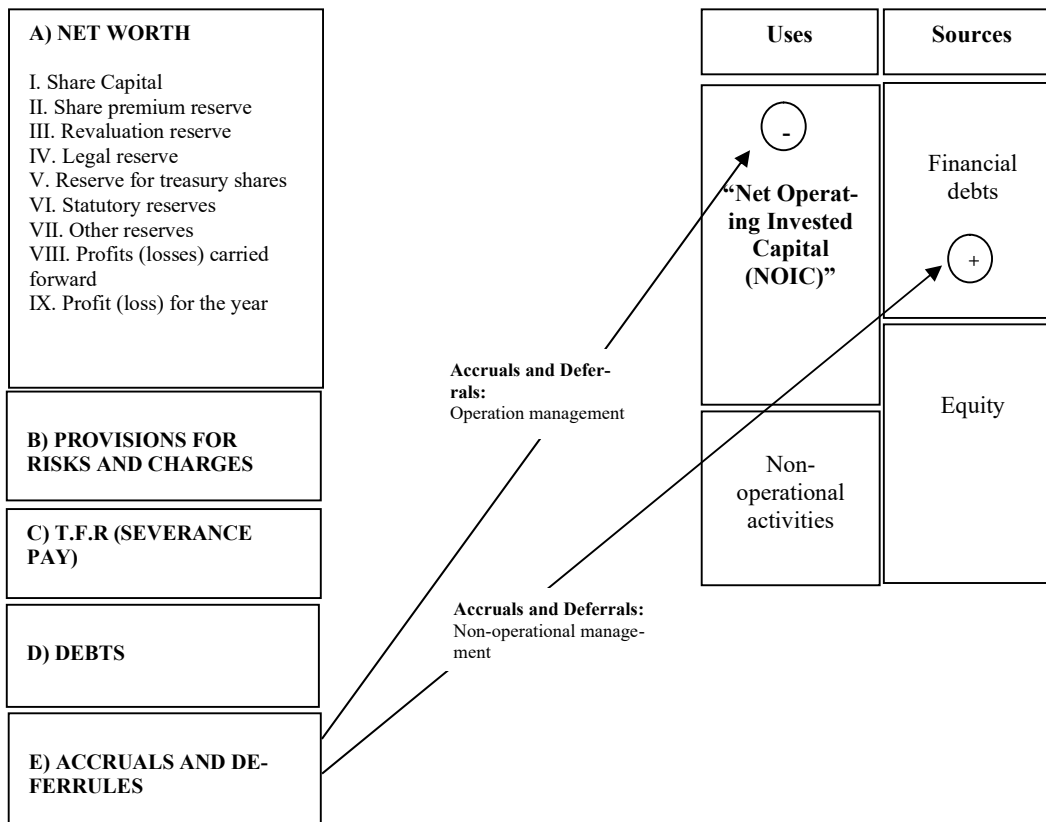 A) NET WORTH
I. Share Capital
II. Share premium reserve
III. Revaluation reserve
IV. Legal reserve
V. Reserve for treasury shares
VI. Statutory reserves
VII. Other reserves
VIII. Profits (losses) carried
forward
IX. Profit (loss) for the year
B) PROVISIONS FOR
RISKS AND CHARGES
C) T.F.R (SEVERANCE
PAY)
D) DEBTS
E) ACCRUALS AND DE-
FERRULES
Accruals and Defer-
rals:
Operation management
Accruals and Deferrals:
Non-operational manage-
ment
Uses
-
“Net Operat-
ing Invested
Capital
(NOIC)”
Non-
operational
activities
Sources
Financial
debts
+
Equity